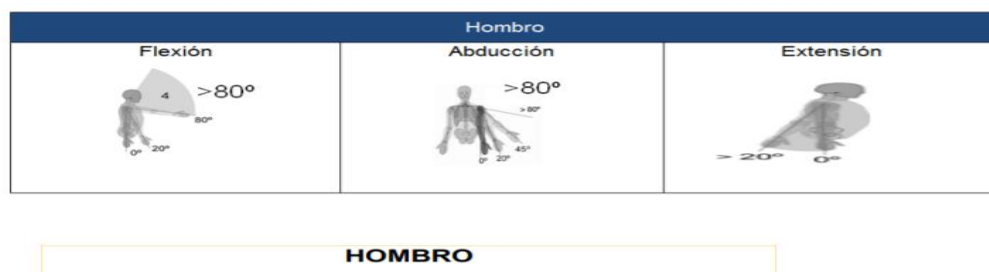 Hombro
Flexión
Abducción
Extensión
4
>80º
80º
0º 20º
>80º
> 80º
45º
0º 20º
> 20º 0º
HOMBRO